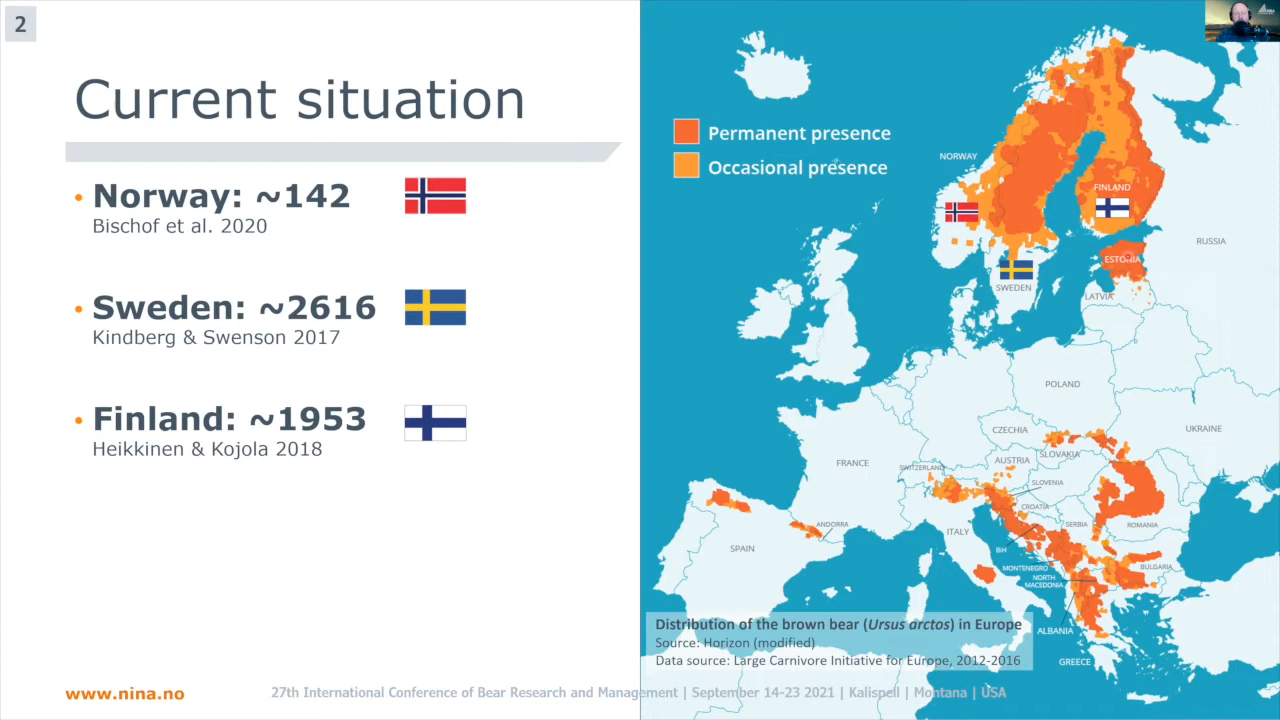 2
Current situation
• Norway: ~142
Bischof et al. 2020
• Sweden: ~2616
Kindberg & Swenson 2017
• Finland: ~1953
Heikkinen & Kojola 2018
Permanent presence
Occasional presence
NORWAY
FINLAND
RUSSIA
ESTONIA
SWEDEN
LATVIA
POLAND
UKRAINE
CZECHIA
SLOVAKIA
FRANCE
AUSTRIA
SWITZERLAND
SLOVENIA
CROATIA
ANDORRA
ITALY
SERBIA
ROMANIA
SPAIN
BiH
MONTENEGRO
BULGARIA
NORTH
MACEDONIA
ALBANIA
GREECE
Distribution of the brown bear (Ursus arctos) in Europe
Source: Horizon (modified)
Data source: Large Carnivore Initiative for Europe, 2012-2016
www.nina.no
27th International Conference of Bear Research and Management | September 14-23 2021 | Kalispell | Montana | USA